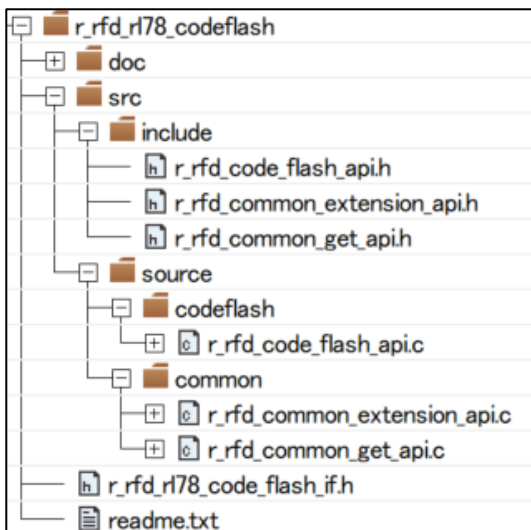 r_rfd_rl78_codeflash
doc
src
include
r_rfd_code_flash_api.h
r_rfd_common_extension_api.h
r_rfd_common_get_api.h
source
codeflash
r_rfd_code_flash_api.c
common
r_rfd_common_extension_api.c
r_rfd_common_get_api.c
r_rfd_rl78_code_flash_if.h
readme.txt